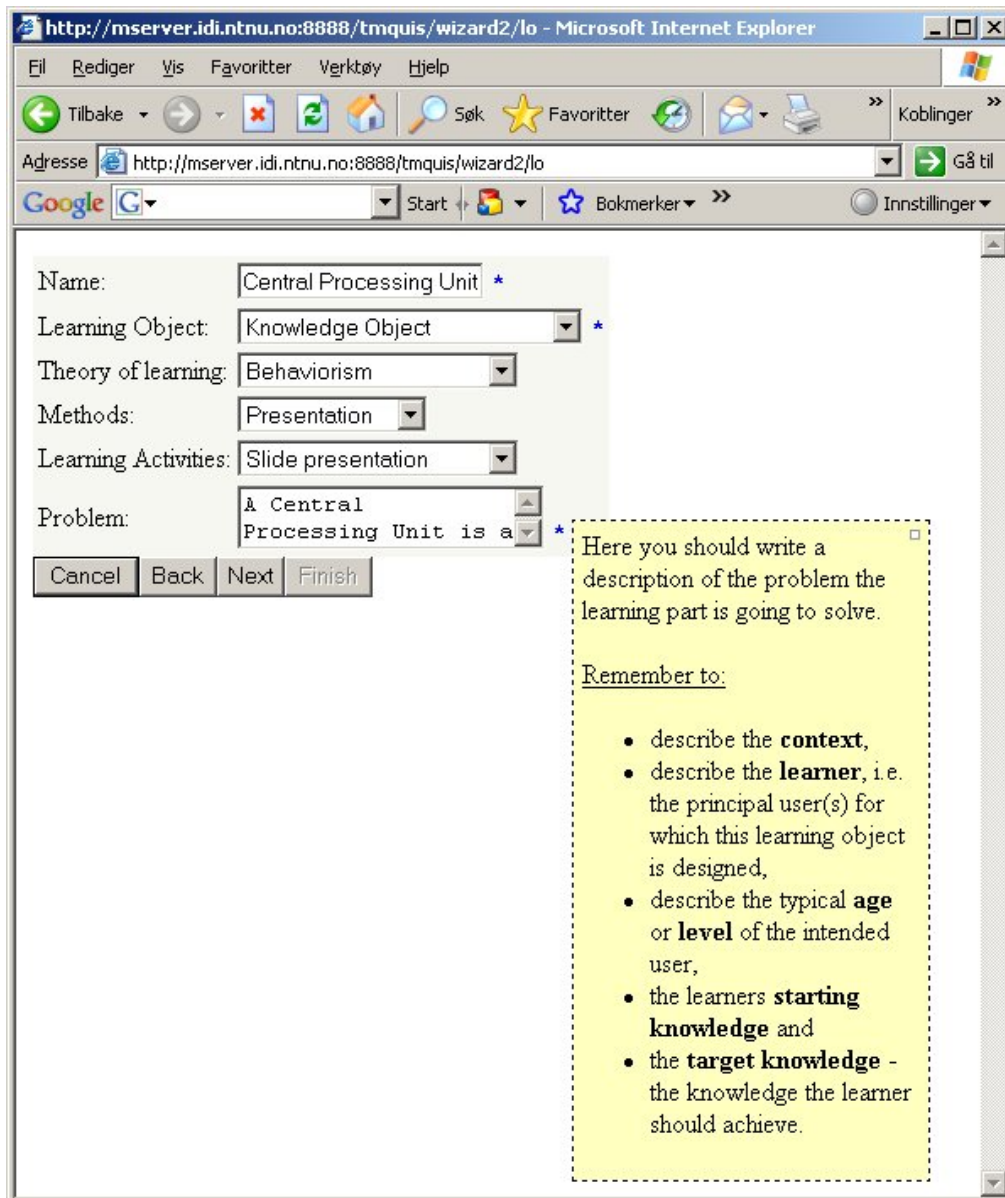 http://mserver.idi.ntnu.no:8888/tmquis/wizard2/lo - Microsoft Internet Explorer
Fil Rediger Vis Favoritter Verktøy Hjelp
Tilbake Søk Favoritter » Koblinger »
Adresse http://mserver.idi.ntnu.no:8888/tmquis/wizard2/lo Gå til
Google G Start Bokmerker » Innstillinger
Name: Central Processing Unit *
Learning Object: Knowledge Object *
Theory of learning: Behaviorism
Methods: Presentation
Learning Activities: Slide presentation
Problem: A Central
Processing Unit is a *
Cancel Back Next Finish
Here you should write a
description of the problem the
learning part is going to solve.
Remember to:
• describe the context,
• describe the learner, i.e.
the principal user(s) for
which this learning object
is designed,
• describe the typical age
or level of the intended
user,
• the learners starting
knowledge and
• the target knowledge -
the knowledge the learner
should achieve.